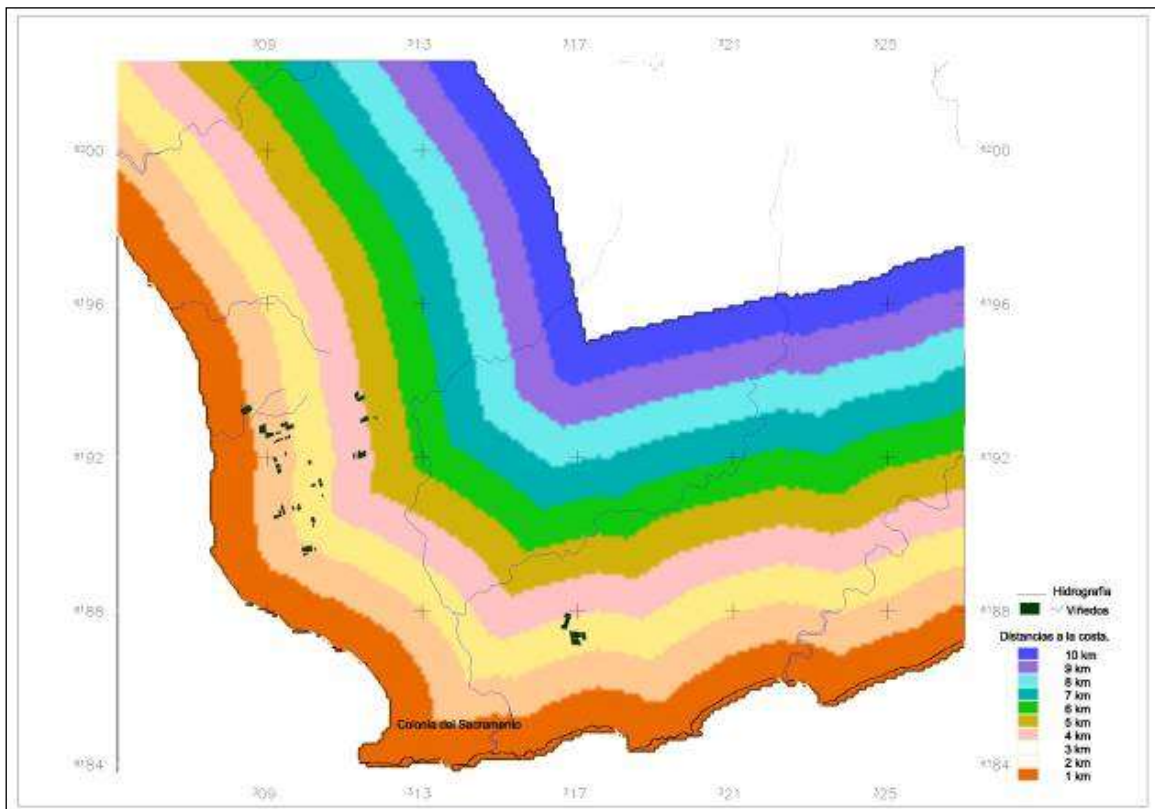 309 313 317 321 325
6200 6200
6196 6196
6192 6192
6188 6188
6184 6184
309 313 317 321 325
Colonia del Sacramento
Hidrografía
Viñedos
Distancias a la costa.
10 km
9 km
8 km
7 km
6 km
5 km
4 km
3 km
2 km
1 km